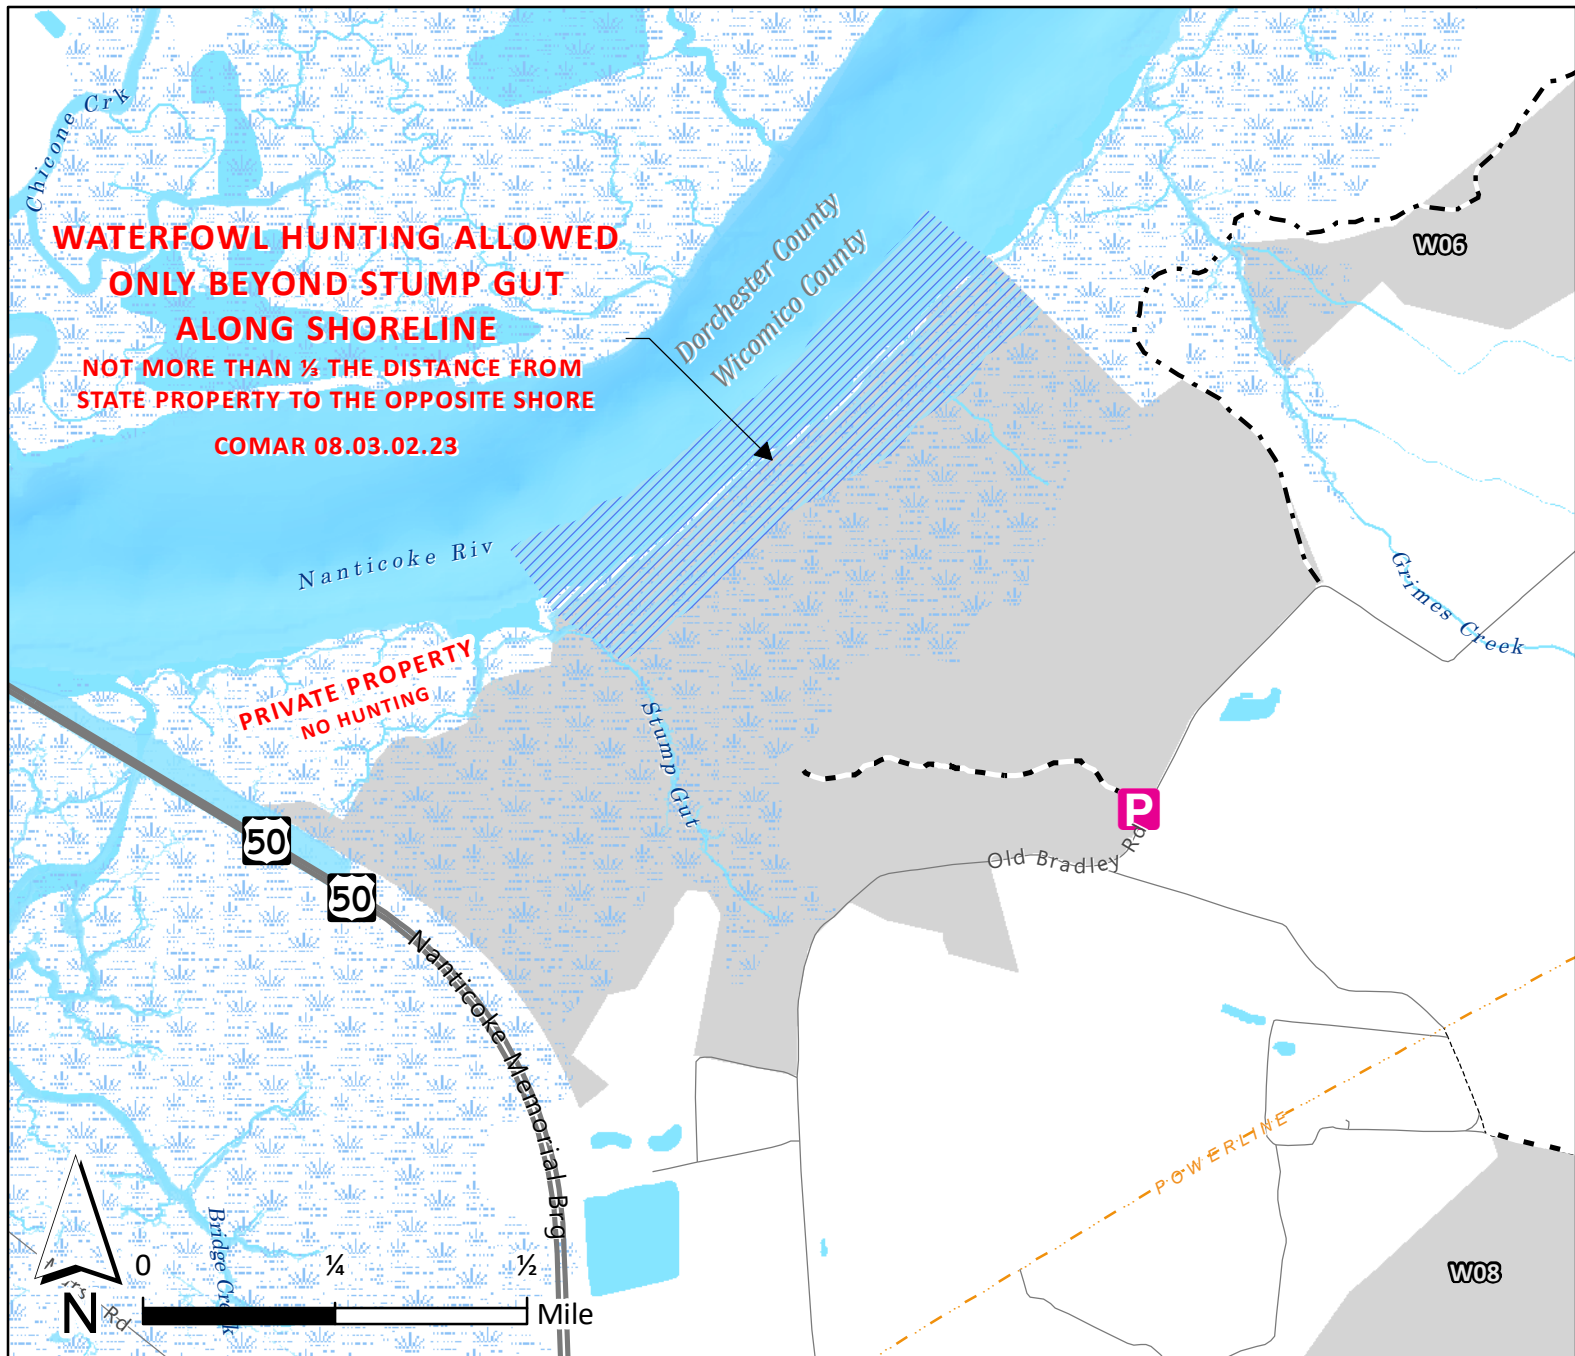 Chicone Crk
WATERFOWL HUNTING ALLOWED
ONLY BEYOND STUMP GUT
ALONG SHORELINE
NOT MORE THAN ⅓ THE DISTANCE FROM
STATE PROPERTY TO THE OPPOSITE SHORE
COMAR 08.03.02.23
Dorchester County
Wicomico County
W06
Nanticoke Riv
Grimes Creek
PRIVATE PROPERTY
NO HUNTING
Stump Gut
P
Old Bradley Rd
50
50
Nanticoke Memorial Brg
POWERLINE
Bridge Creek
Rd
W08
N
0 ¼ ½
Mile